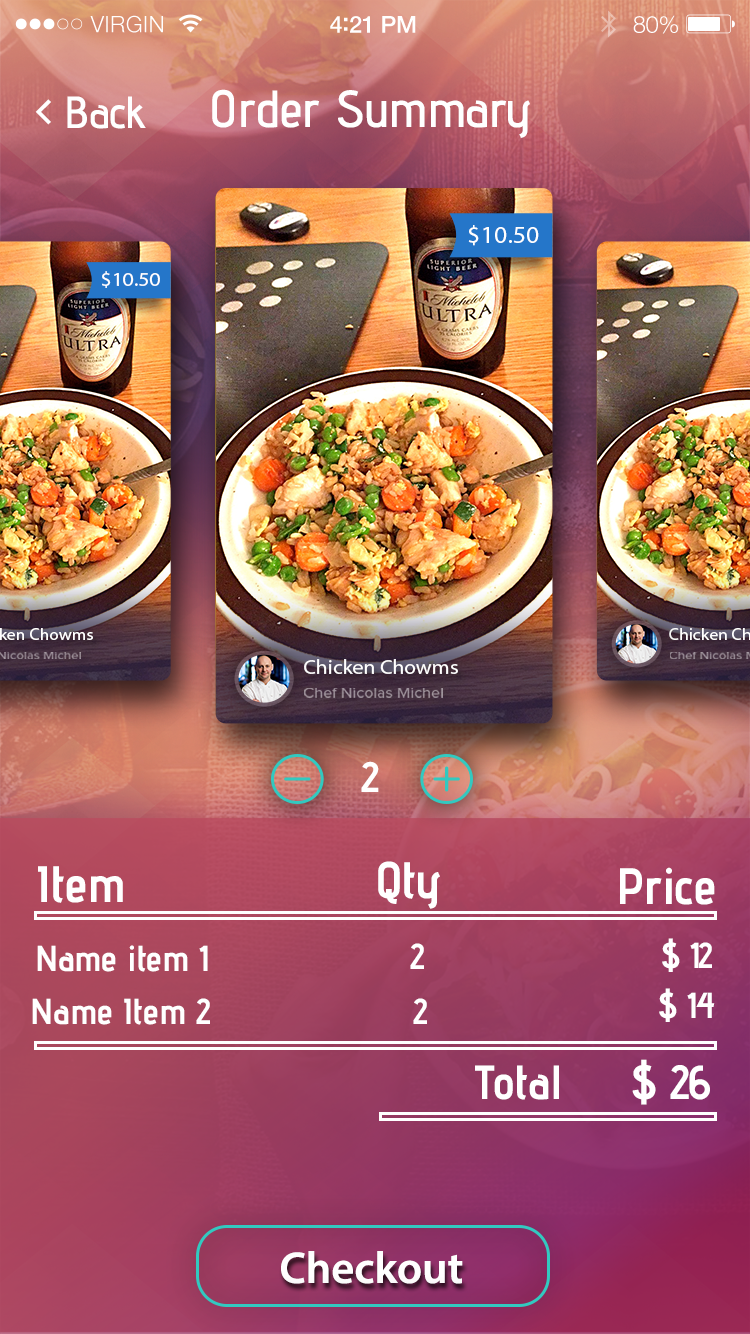 VIRGIN 4:21 PM 80%
< Back Order Summary
$10.50
SUPERIOR
LIGHT BEER
Michelob
ULTRA
Chicken Chowms
Chef Nicolas Michel
$10.50
SUPERIOR
LIGHT BEER
Michelob
ULTRA
ken Chowms
Nicolas Michel
Chicken Ch
Chef Nicolas M
2
Item Qty Price
Name item 1 2 $ 12
Name Item 2 2 $ 14
Total $ 26
Checkout